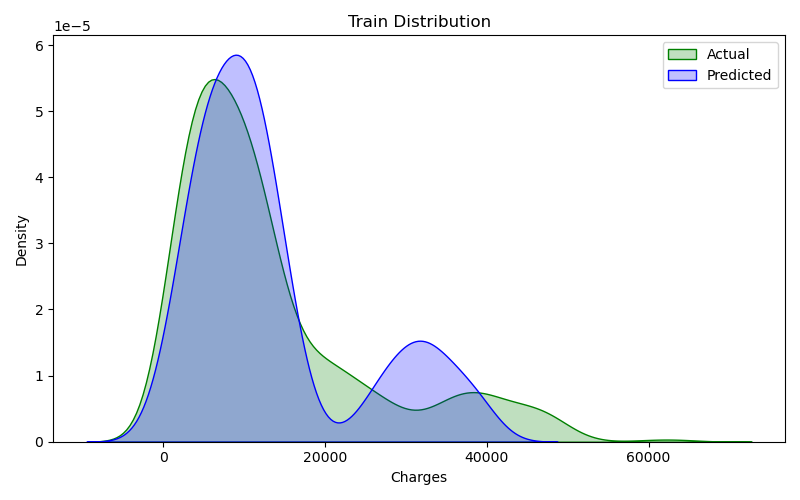 Train Distribution
1e−5
Actual
Predicted
6
5
4
3
2
1
0
Density
0 20000 40000 60000
Charges